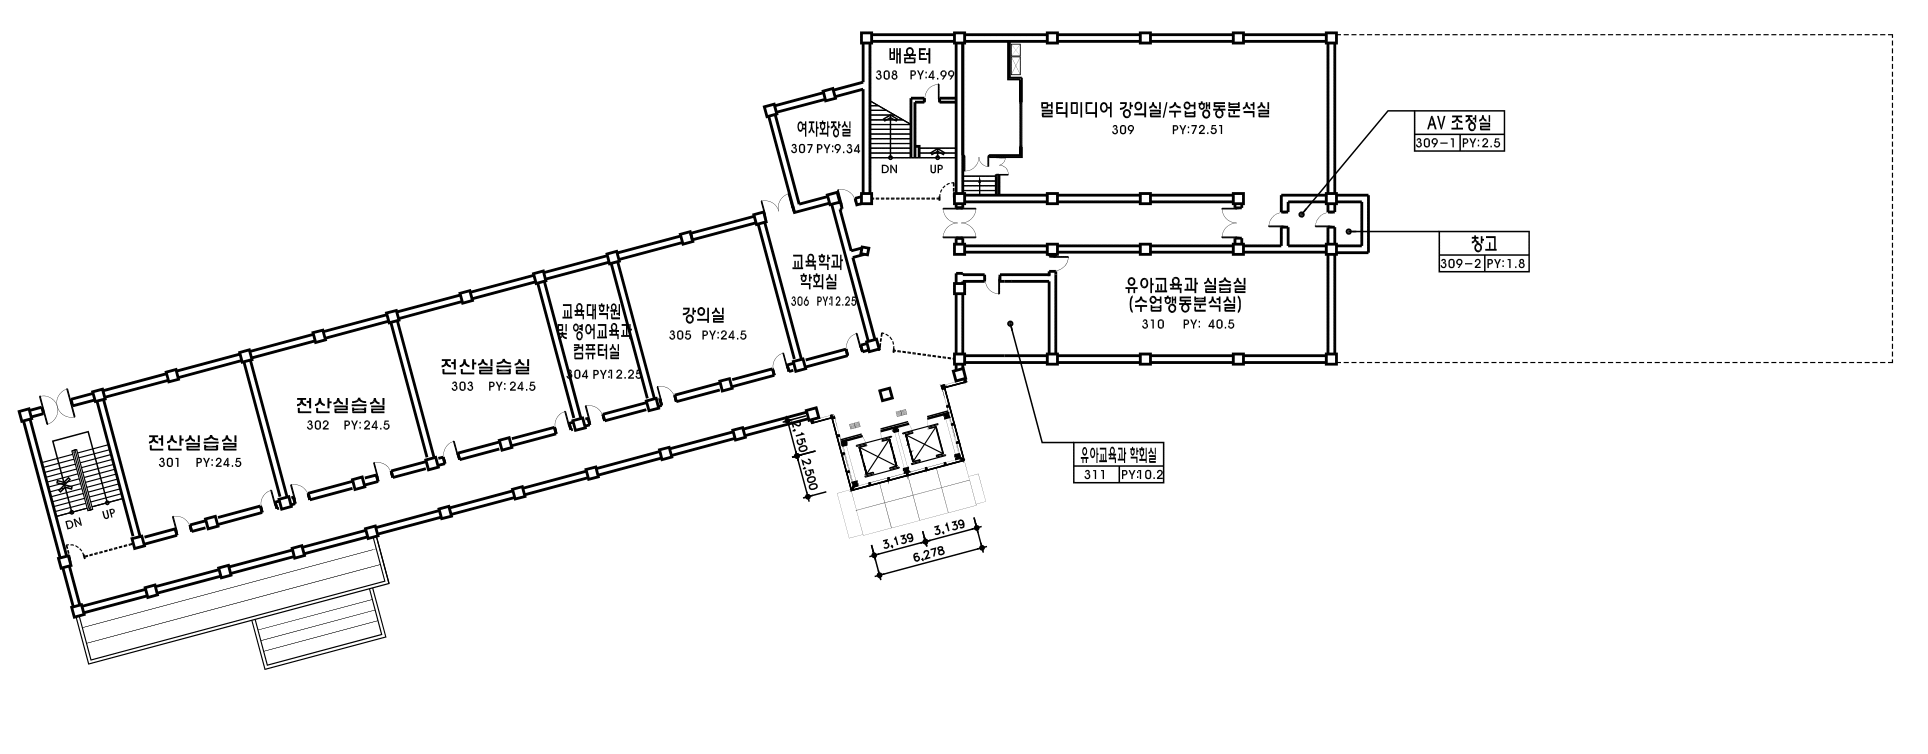 배움터
308 PY:4.99
멀티미디어 강의실/수업행동분석실
309 PY:72.51
AV 조정실
309-1 PY:2.5
여자화장실
307 PY:9.34
DN
UP
창고
309-2 PY:1.8
교육학과
학회실
306 PY:12.25
유아교육과 실습실
(수업행동분석실)
310 PY: 40.5
강의실
305 PY:24.5
교육대학원
및 영어교육과
컴퓨터실
304 PY:12.25
전산실습실
303 PY:24.5
전산실습실
302 PY:24.5
전산실습실
301 PY:24.5
DN
UP
유아교육과 학회실
311 PY:10.2
2,150
2,500
3,139
3,139
6,278